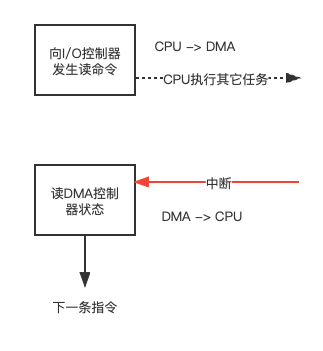 向I/O控制器
发生读命令
CPU -> DMA
CPU执行其它任务
读DMA控制
器状态
中断
DMA -> CPU
下一条指令